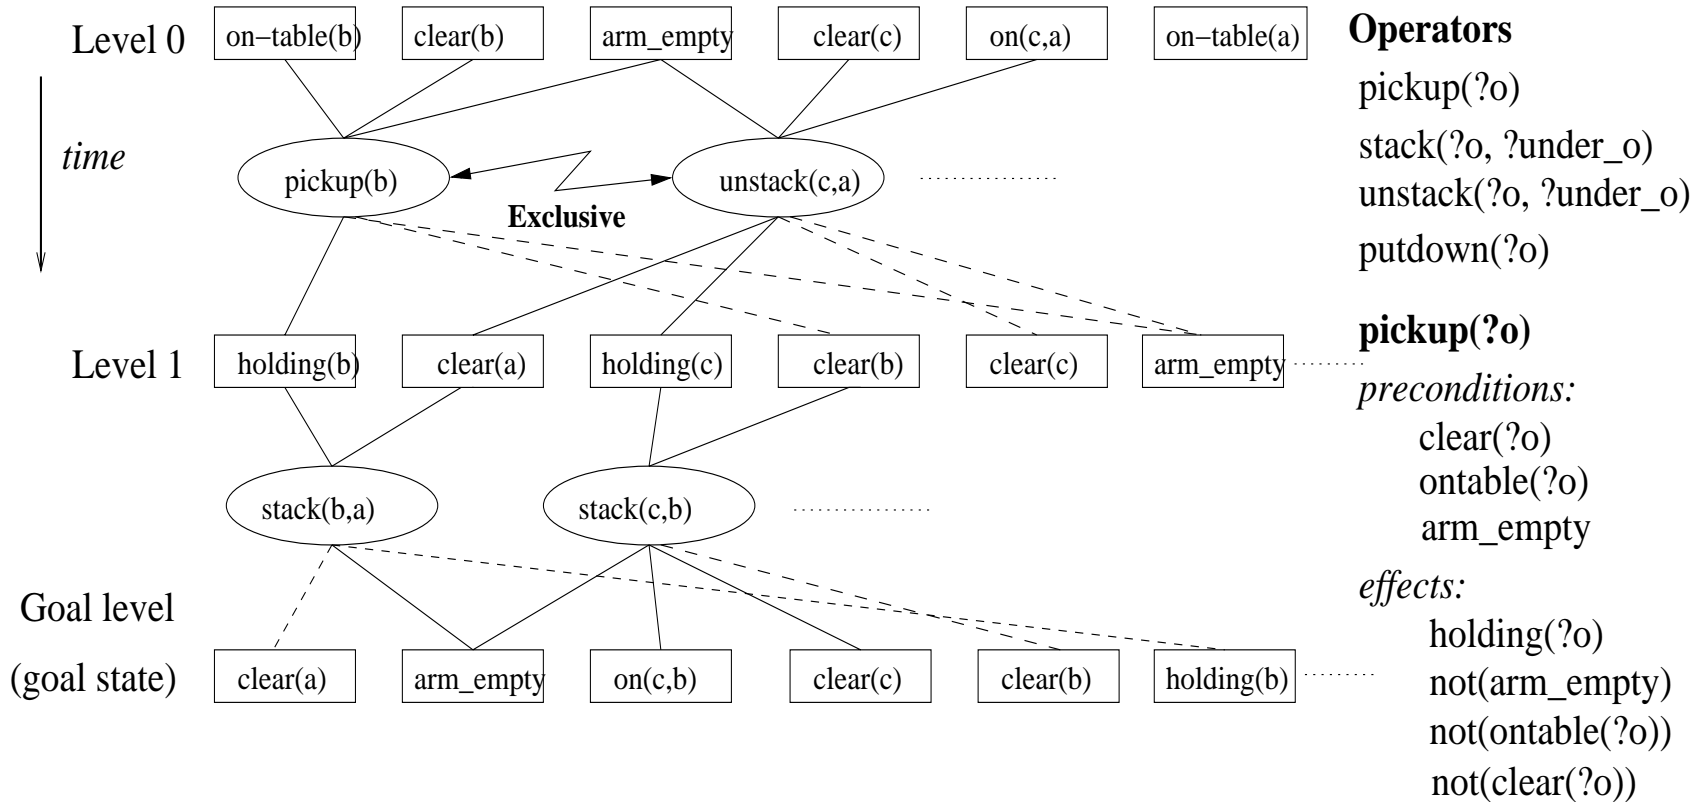 Level 0
on−table(b)
clear(b)
arm_empty
clear(c)
on(c,a)
on−table(a)
time
pickup(b)
unstack(c,a)
Exclusive
Level 1
holding(b)
clear(a)
holding(c)
clear(b)
clear(c)
arm_empty
stack(b,a)
stack(c,b)
Goal level
(goal state)
clear(a)
arm_empty
on(c,b)
clear(c)
clear(b)
holding(b)
Operators
pickup(?o)
stack(?o, ?under_o)
unstack(?o, ?under_o)
putdown(?o)
pickup(?o)
preconditions:
clear(?o)
ontable(?o)
arm_empty
effects:
holding(?o)
not(arm_empty)
not(ontable(?o))
not(clear(?o))